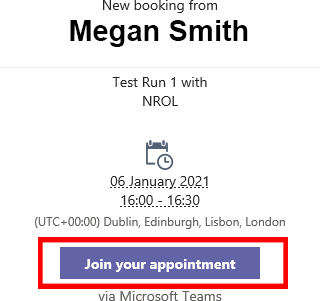 New booking from
Megan Smith
Test Run 1 with
NROL
06 January 2021
16:00 - 16:30
(UTC+00:00) Dublin, Edinburgh, Lisbon, London
Join your appointment
via Microsoft Teams